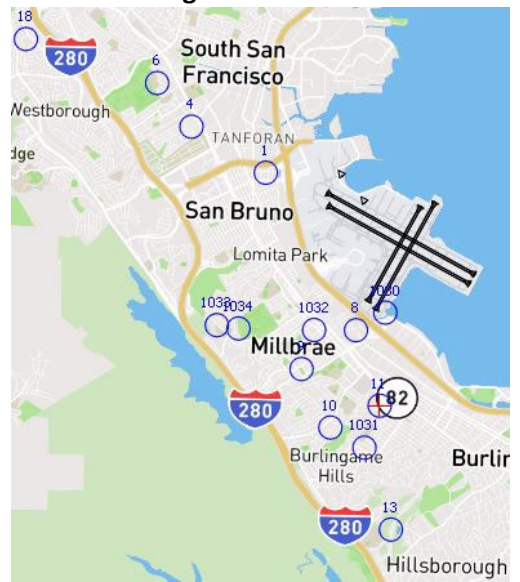 18
280
South San
Francisco
6
Westborough
4
TANFORAN
dge
1
San Bruno
Lomita Park
1030
1033
1034
1032
8
Millbrae
9
280
11
82
10
1031
Burlingame
Hills
Burlin
13
280
Hillsborough